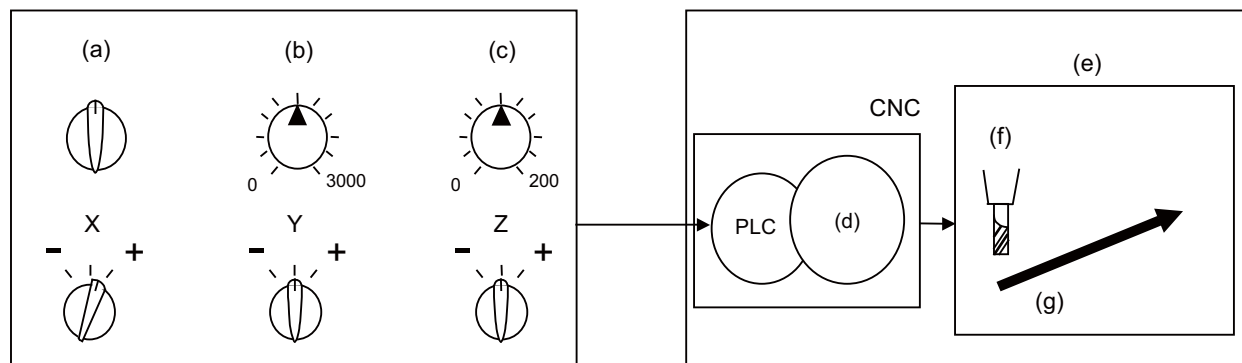 (a) (b) (c)
0 3000 0 200
X Y Z
- + - + - +
CNC
PLC (d)
(e)
(f)
(g)